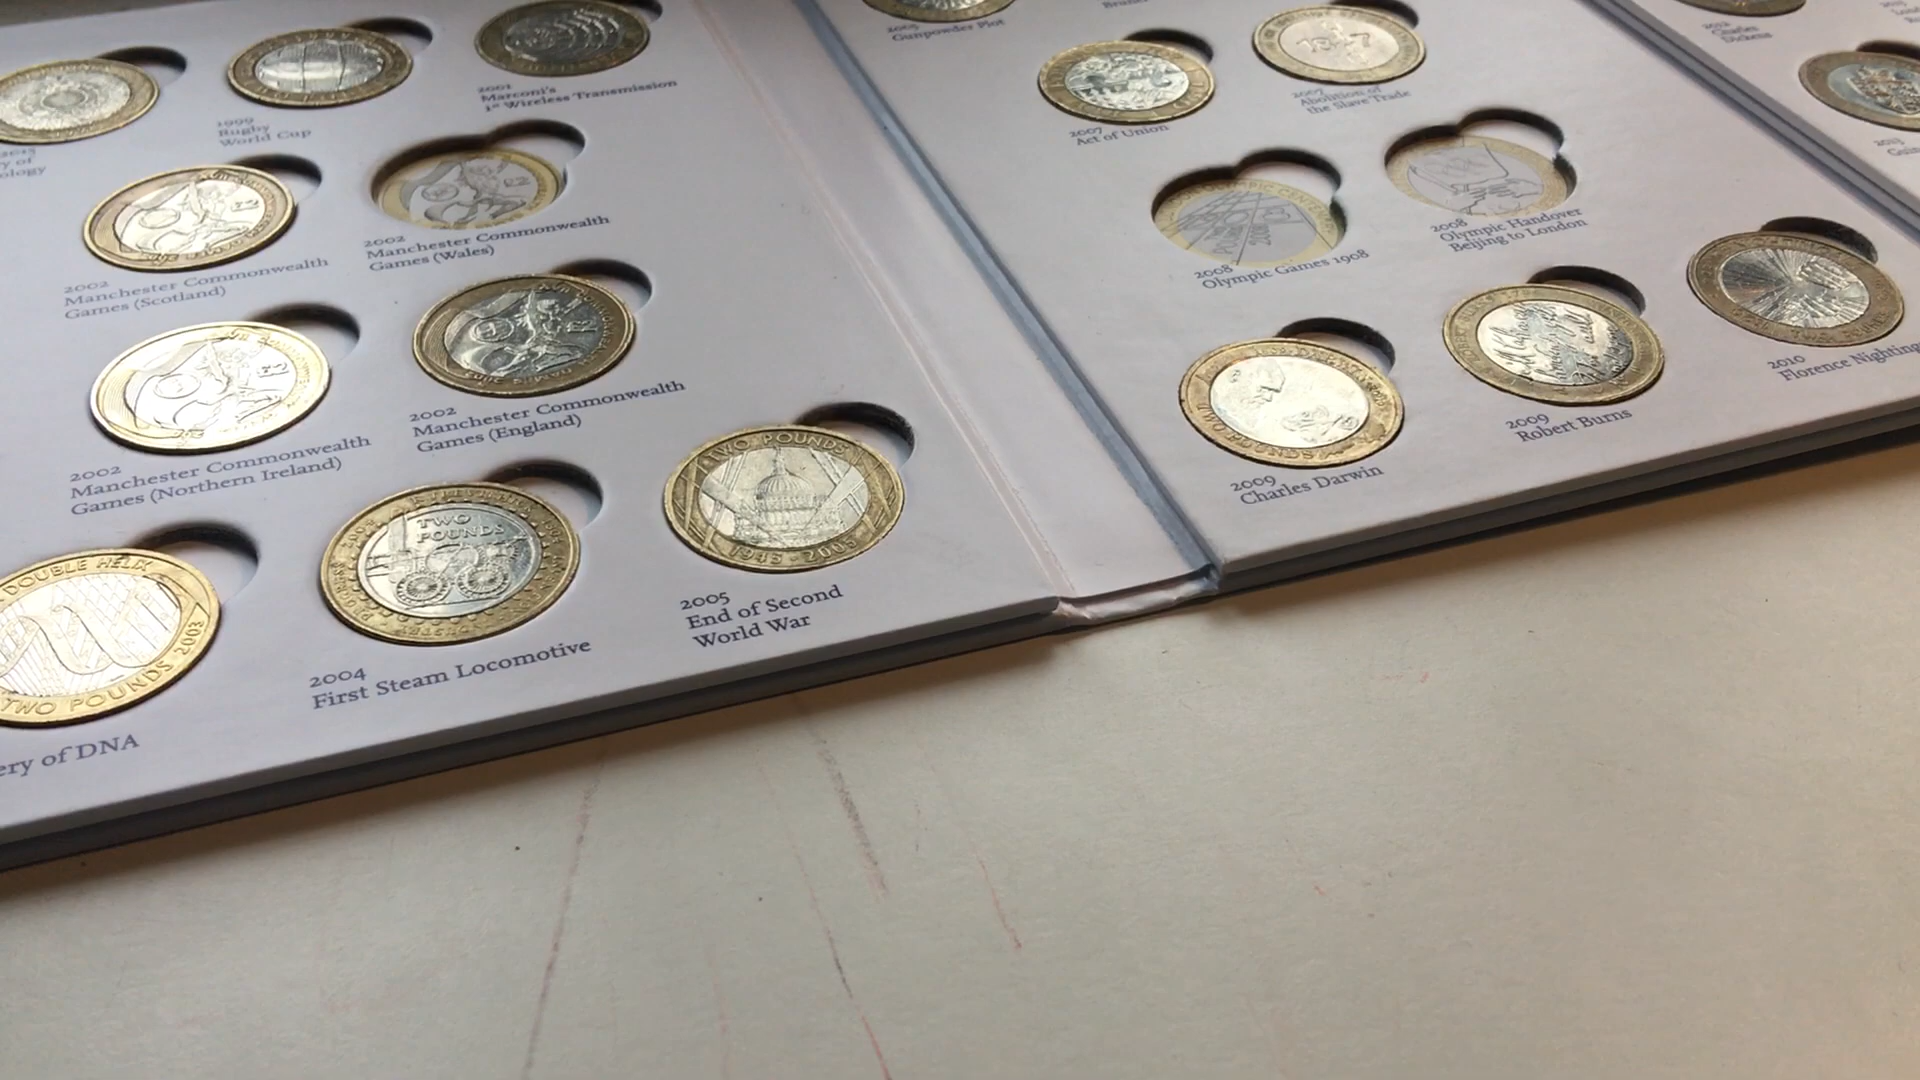 2001
Marconi's
1st Wireless Transmission
1999
Rugby
World Cup
2002
Manchester Commonwealth
Games (Wales)
2002
Manchester Commonwealth
Games (Scotland)
2002
Manchester Commonwealth
Games (England)
2002
Manchester Commonwealth
Games (Northern Ireland)
DOUBLE HELIX
TWO POUNDS 2003
ery of DNA
TWO
POUNDS
2004
First Steam Locomotive
TWO POUNDS
1945 - 2005
2005
End of Second
World War
2005
Gunpowder Plot
2007
Act of Union
2007
Abolition of
the Slave Trade
2008
Olympic Games 1908
2008
Olympic Handover
Beijing to London
2009
Charles Darwin
2009
Robert Burns
2010
Florence Nighting
2012
Charles
Dickens